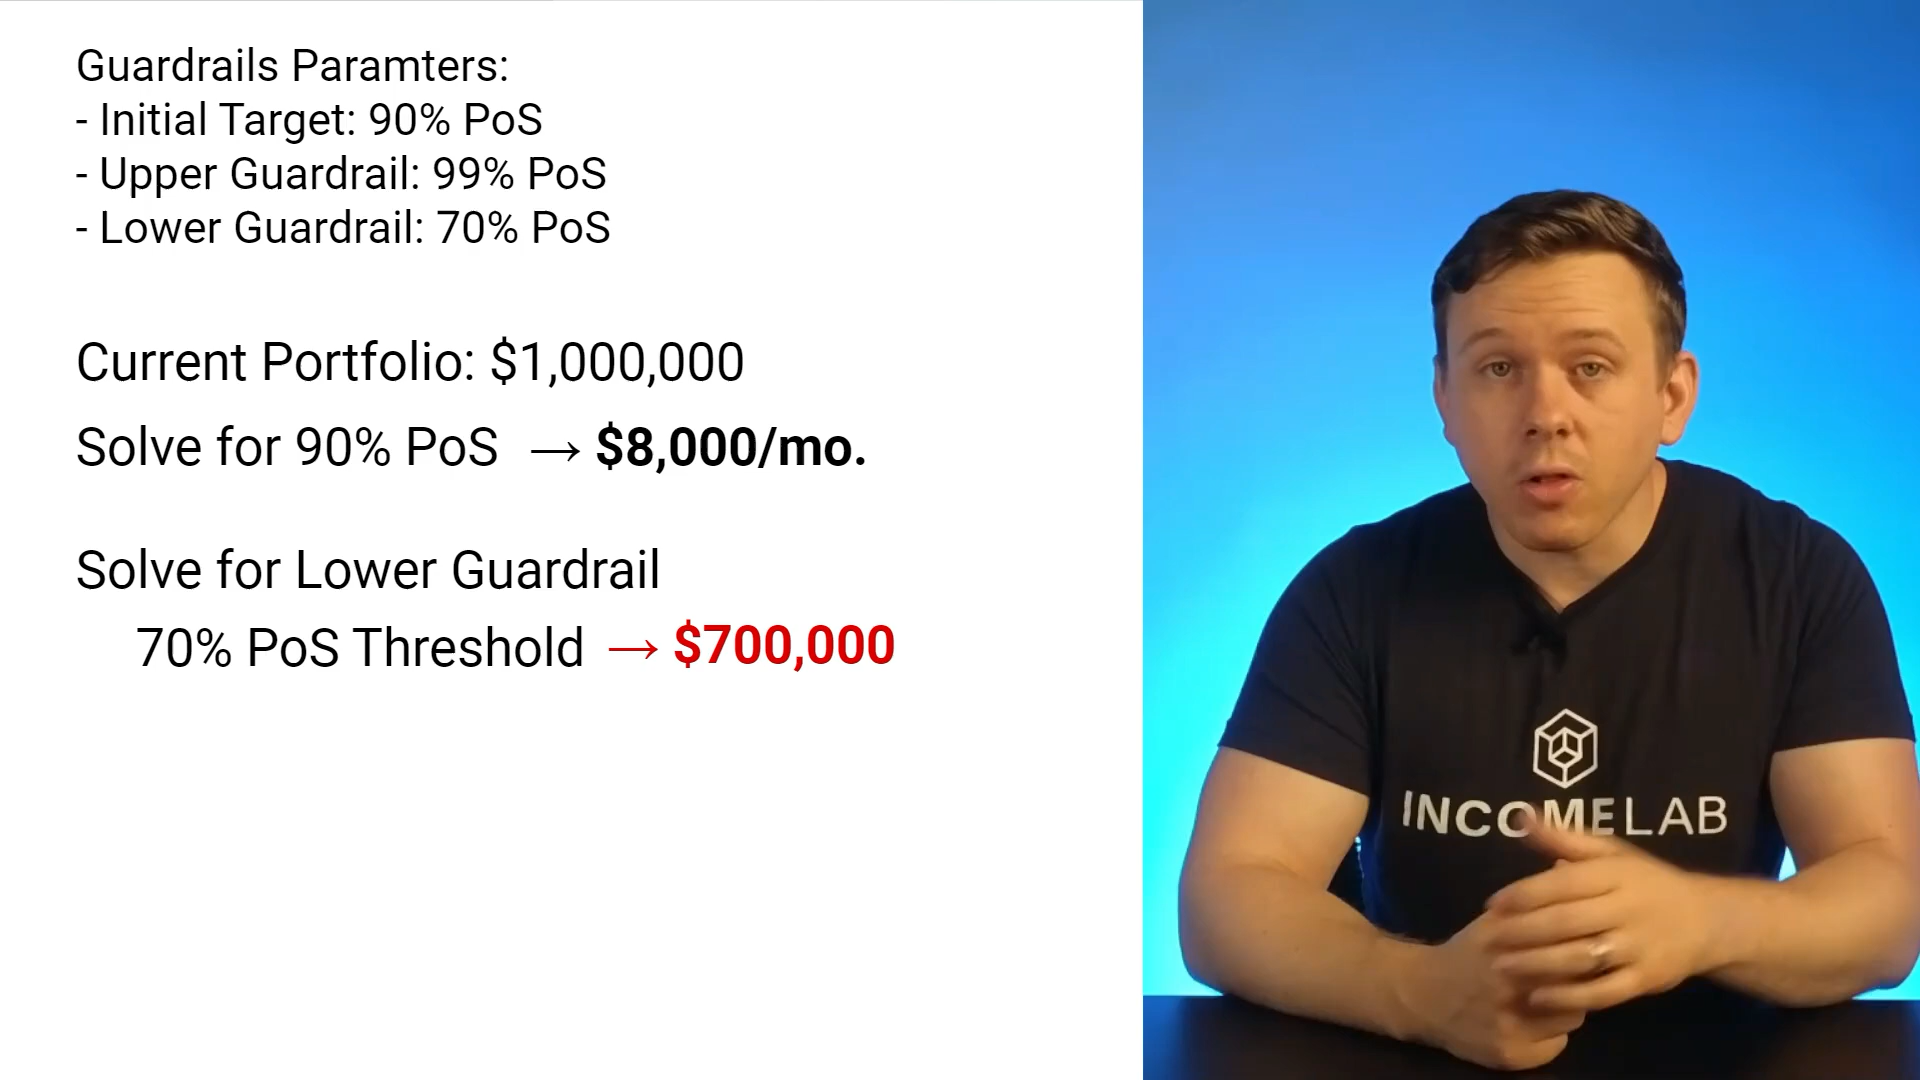 Guardrails Paramters:
- Initial Target: 90% PoS
- Upper Guardrail: 99% PoS
- Lower Guardrail: 70% PoS
Current Portfolio: $1,000,000
Solve for 90% PoS → $8,000/mo.
Solve for Lower Guardrail
70% PoS Threshold → $700,000
INCOMELAB